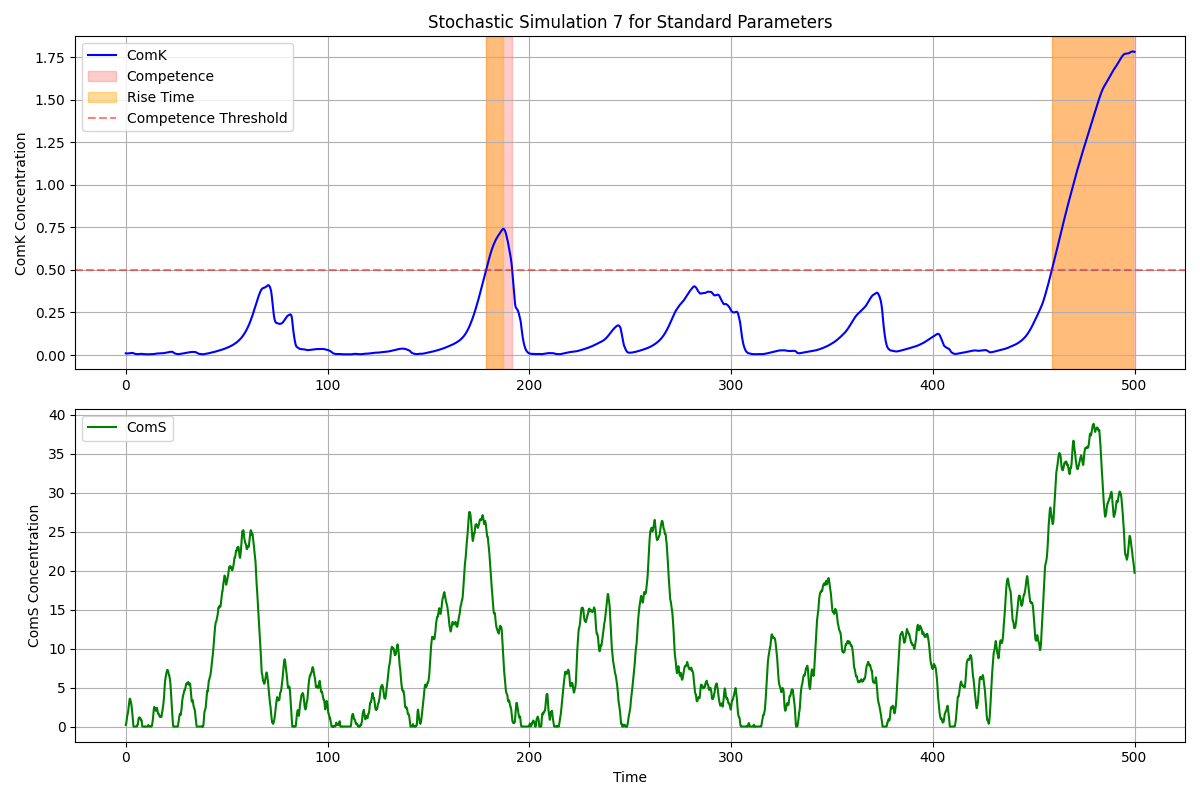 Stochastic Simulation 7 for Standard Parameters
ComK
Competence
Rise Time
Competence Threshold
ComK Concentration
1.75
1.50
1.25
1.00
0.75
0.50
0.25
0.00
0 100 200 300 400 500
ComS
ComS Concentration
40
35
30
25
20
15
10
5
0
0 100 200 300 400 500
Time